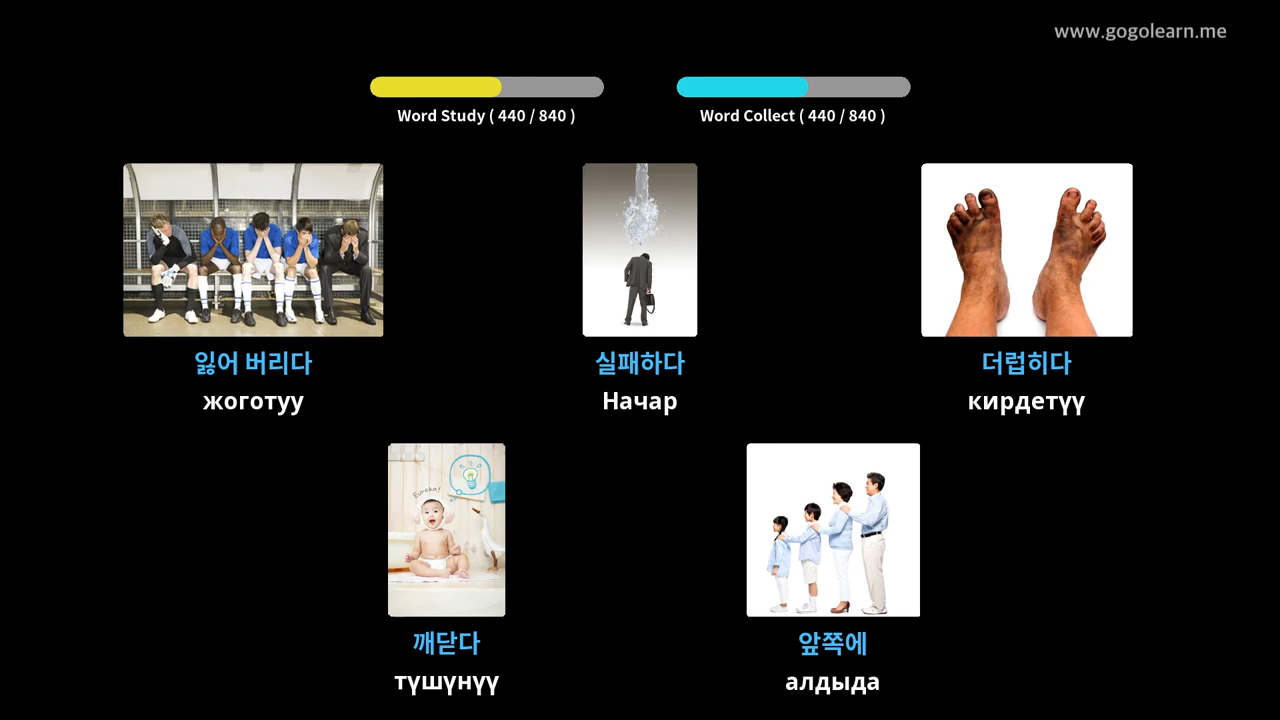 www.gogolearn.me
Word Study ( 440 / 840 )
Word Collect ( 440 / 840 )
잃어 버리다
жоготуу
실패하다
Начар
더럽히다
кирдетүү
Eureka!
깨닫다
түшүнүү
앞쪽에
алдыда